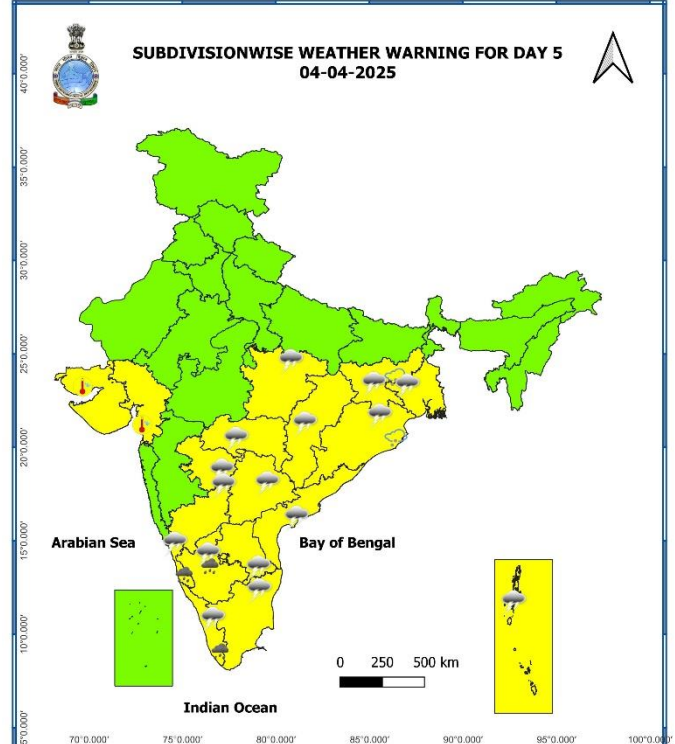 SUBDIVISIONWISE WEATHER WARNING FOR DAY 5
04-04-2025
40°0.000'
35°0.000'
30°0.000'
25°0.000'
20°0.000'
15°0.000'
10°0.000'
5°0.000'
Arabian Sea
Bay of Bengal
0 250 500 km
Indian Ocean
70°0.000' 75°0.000' 80°0.000' 85°0.000' 90°0.000' 95°0.000' 100°0.000'